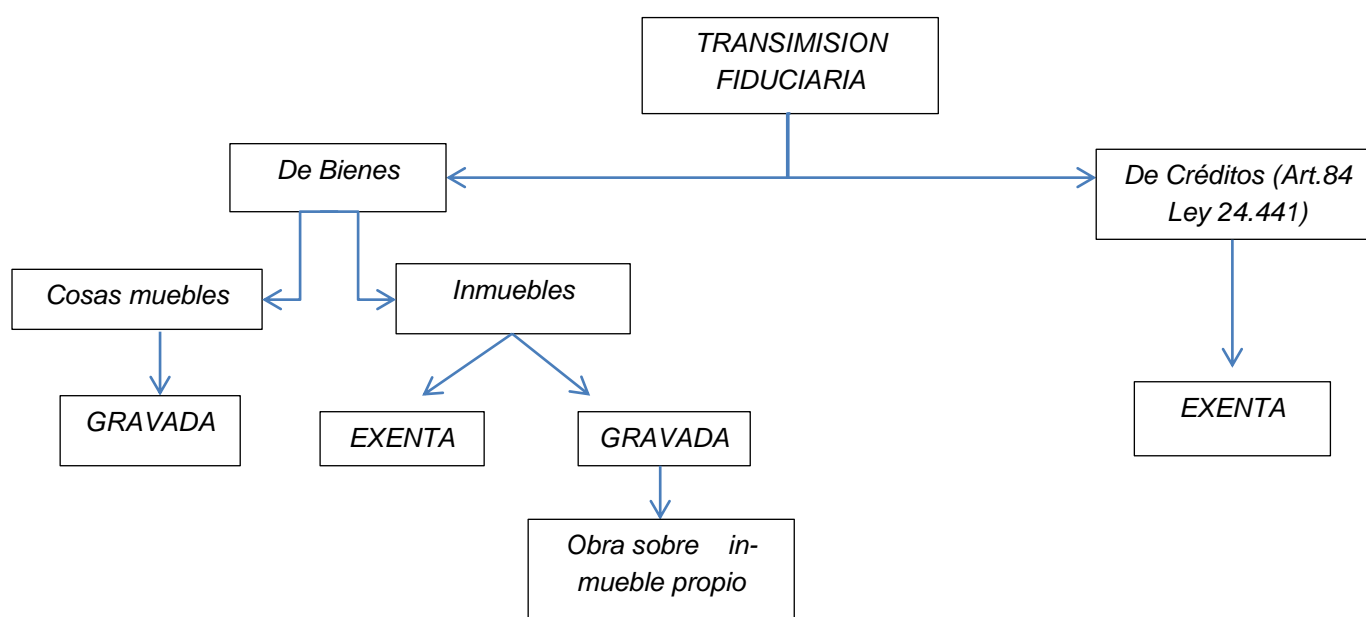 TRANSIMISION
FIDUCIARIA
De Bienes
De Créditos (Art.84
Ley 24.441)
Cosas muebles
Inmuebles
GRAVADA
EXENTA
GRAVADA
EXENTA
Obra sobre in-
mueble propio